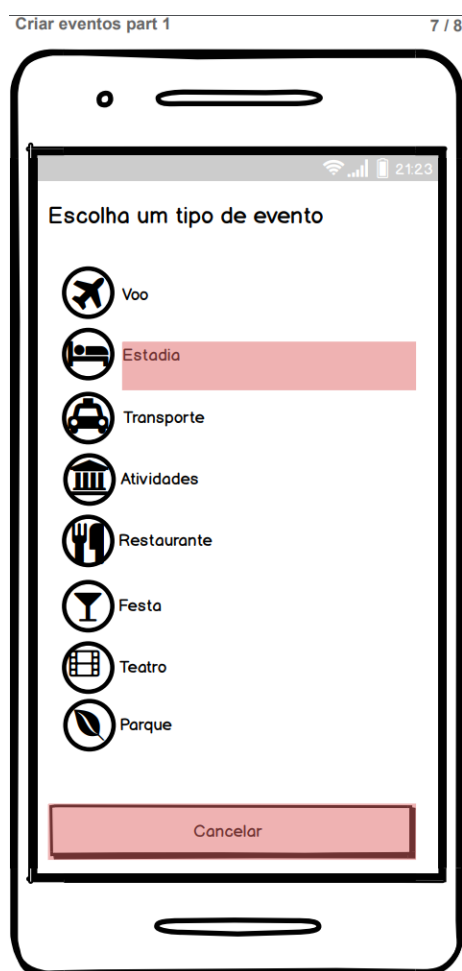 Criar eventos part 1 7 / 8
21:23
Escolha um tipo de evento
Voo
Estadia
Transporte
Atividades
Restaurante
Festa
Teatro
Parque
Cancelar